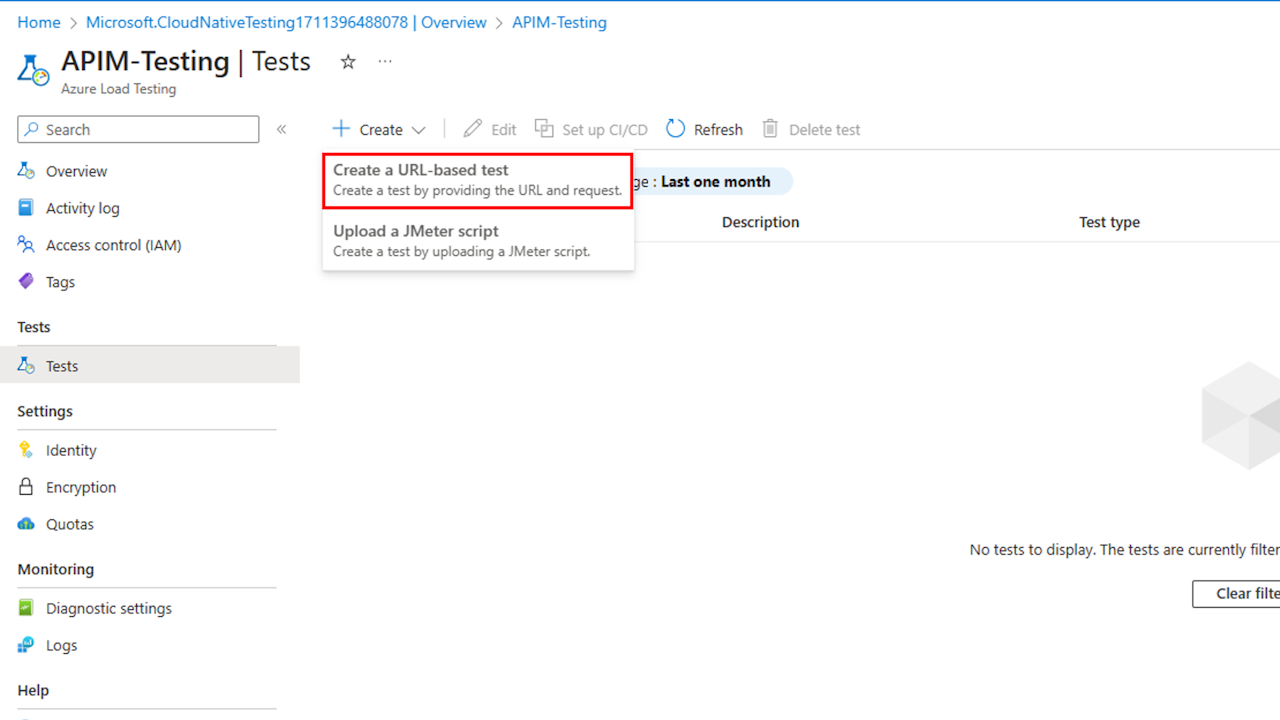 Home > Microsoft.CloudNativeTesting1711396488078 | Overview > APIM-Testing
APIM-Testing | Tests ☆ ...
Azure Load Testing
Search «
Overview
Activity log
Access control (IAM)
Tags
Tests
Tests
Settings
Identity
Encryption
Quotas
Monitoring
Diagnostic settings
Logs
Help
+ Create Edit Set up CI/CD Refresh Delete test
Create a URL-based test
Create a test by providing the URL and request.
Upload a JMeter script
Create a test by uploading a JMeter script.
ge : Last one month
Description Test type
No tests to display. The tests are currently filter
Clear filte